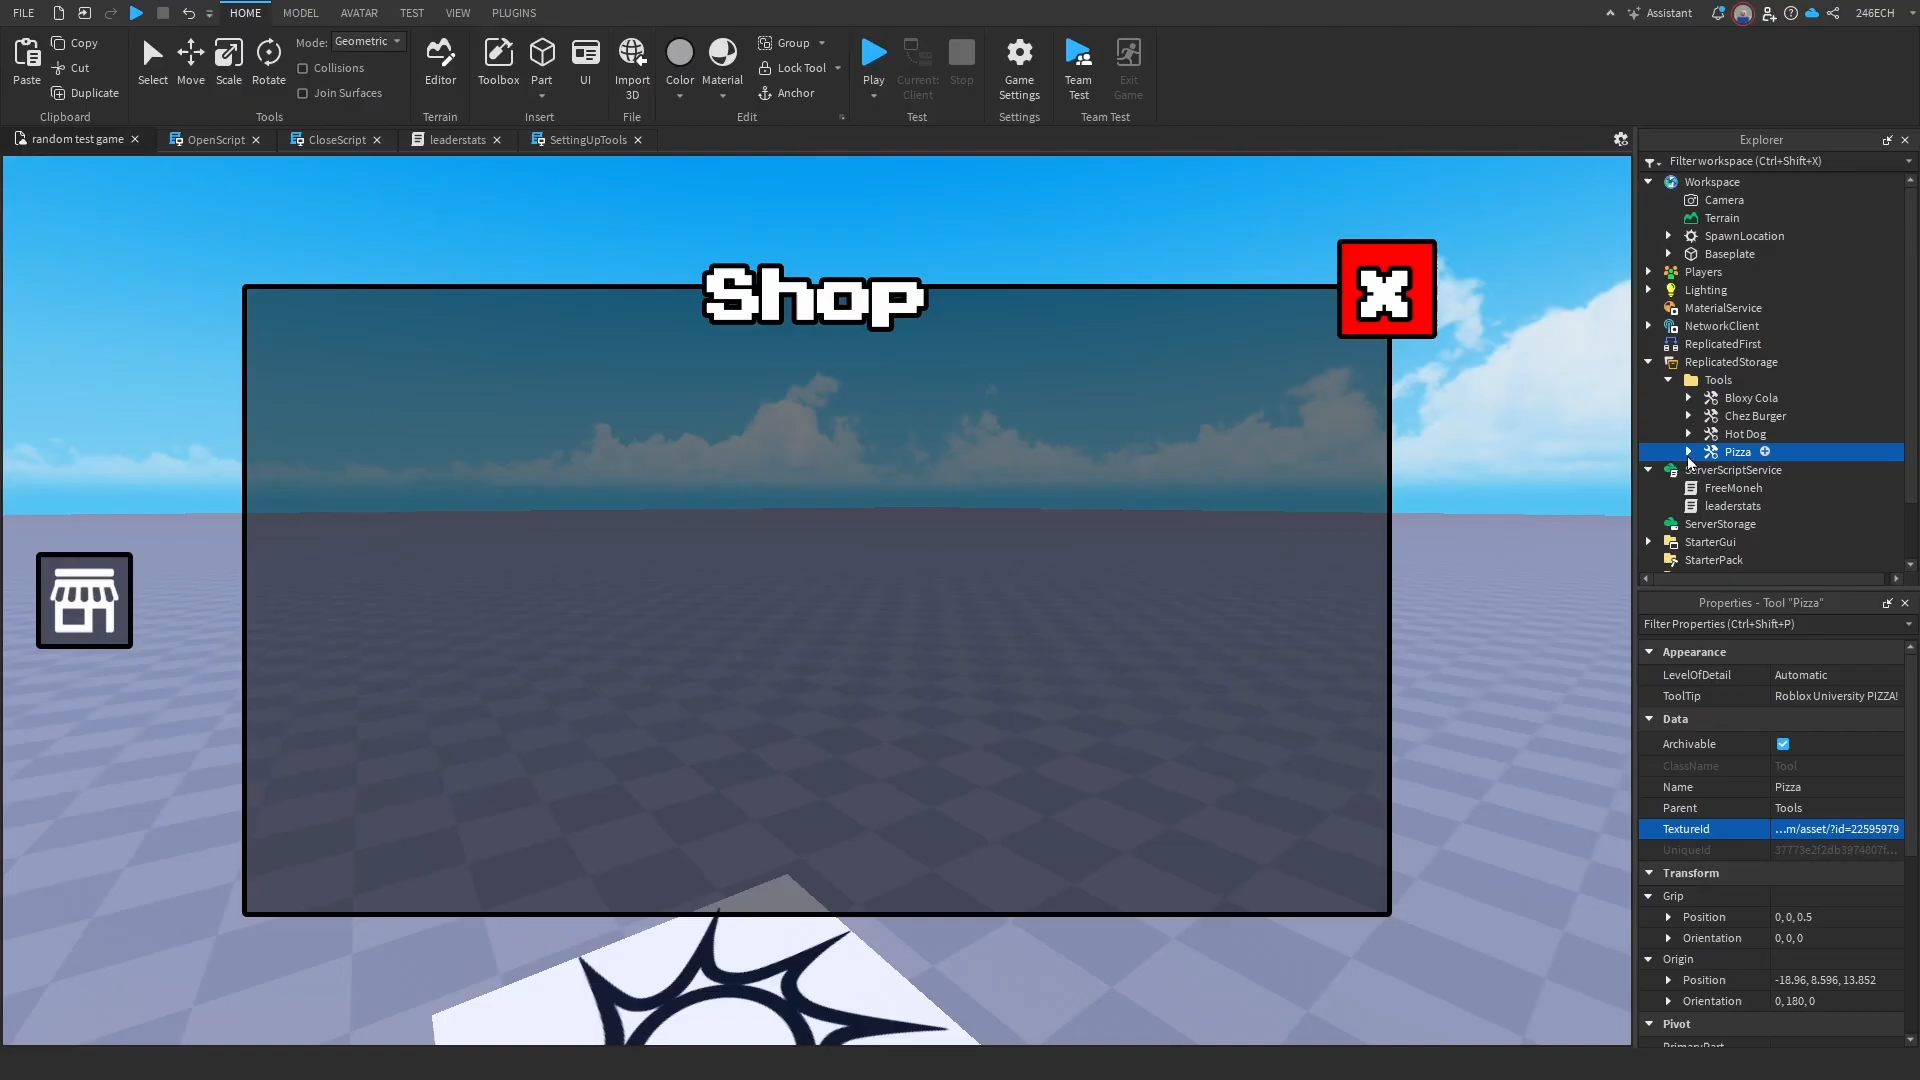 FILE
HOME
MODEL
AVATAR
TEST
VIEW
PLUGINS
Assistant
246ECH
Paste
Copy
Cut
Duplicate
Clipboard
Select
Move
Scale
Rotate
Mode: Geometric
Collisions
Join Surfaces
Tools
Editor
Terrain
Toolbox
Part
UI
Insert
Import
3D
File
Color
Material
Group
Lock Tool
Anchor
Edit
Play
Current:
Client
Stop
Test
Game
Settings
Settings
Team
Test
Exit
Game
Team Test
random test game
OpenScript
CloseScript
leaderstats
SettingUpTools
Shop
X
Explorer
Filter workspace (Ctrl+Shift+X)
Workspace
Camera
Terrain
SpawnLocation
Baseplate
Players
Lighting
MaterialService
NetworkClient
ReplicatedFirst
ReplicatedStorage
Tools
Bloxy Cola
Chez Burger
Hot Dog
Pizza
ServerScriptService
FreeMoneh
leaderstats
ServerStorage
StarterGui
StarterPack
Properties - Tool "Pizza"
Filter Properties (Ctrl+Shift+P)
Appearance
LevelOfDetail Automatic
ToolTip Roblox University PIZZA!
Data
Archivable
ClassName Tool
Name Pizza
Parent Tools
TextureId ...m/asset/?id=22595979
UniqueId 37773e2f2db3974807f...
Transform
Grip
Position 0, 0, 0.5
Orientation 0, 0, 0
Origin
Position -18.96, 8.596, 13.852
Orientation 0, 180, 0
Pivot
PrimaryPart